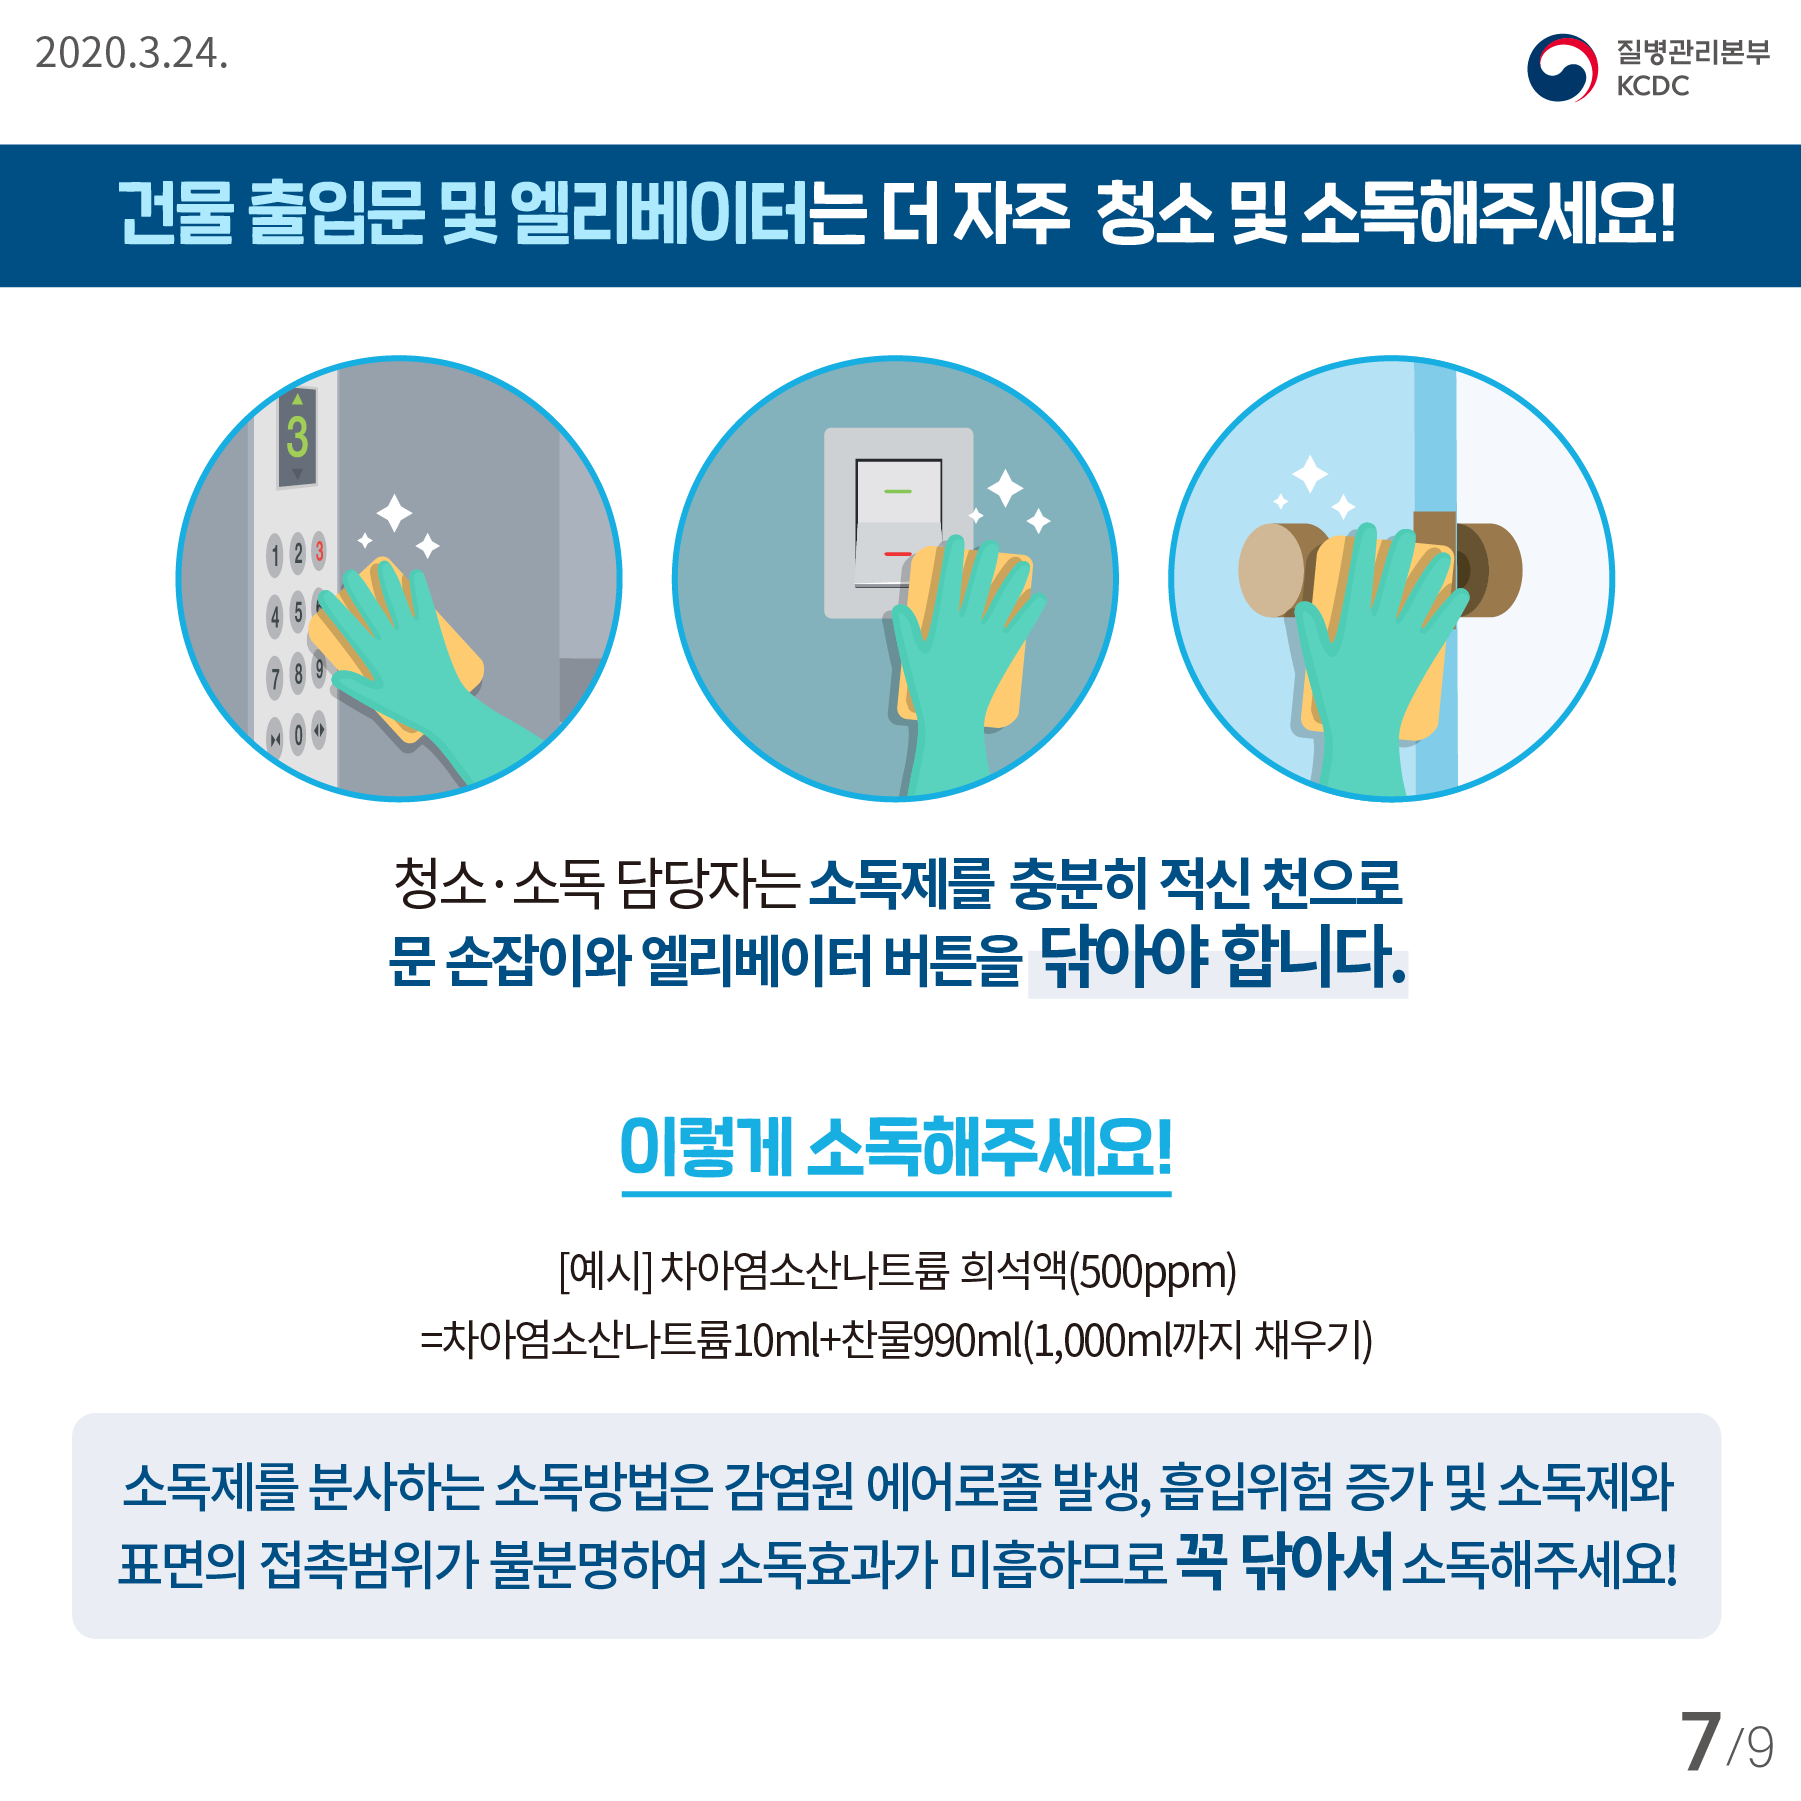 2020.3.24.
질병관리본부
KCDC
건물 출입문 및 엘리베이터는 더 자주 청소 및 소독해주세요!
3
1 2 3
4 5 6
7 8 9
0
청소·소독 담당자는 소독제를 충분히 적신 천으로
문 손잡이와 엘리베이터 버튼을 닦아야 합니다.
이렇게 소독해주세요!
[예시] 차아염소산나트륨 희석액(500ppm)
=차아염소산나트륨10ml+찬물990ml(1,000ml까지 채우기)
소독제를 분사하는 소독방법은 감염원 에어로졸 발생, 흡입위험 증가 및 소독제와
표면의 접촉범위가 불분명하여 소독효과가 미흡하므로 꼭 닦아서 소독해주세요!
7/9